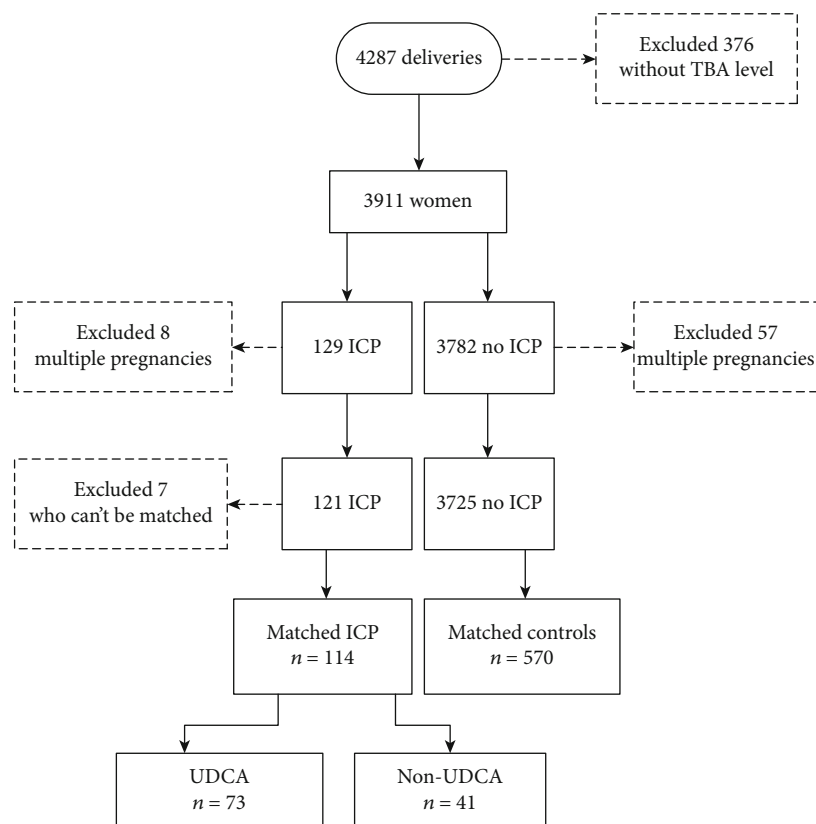 4287 deliveries
Excluded 376
without TBA level
3911 women
Excluded 8
multiple pregnancies
129 ICP
3782 no ICP
Excluded 57
multiple pregnancies
Excluded 7
who can't be matched
121 ICP
3725 no ICP
Matched ICP
n = 114
Matched controls
n = 570
UDCA
n = 73
Non-UDCA
n = 41